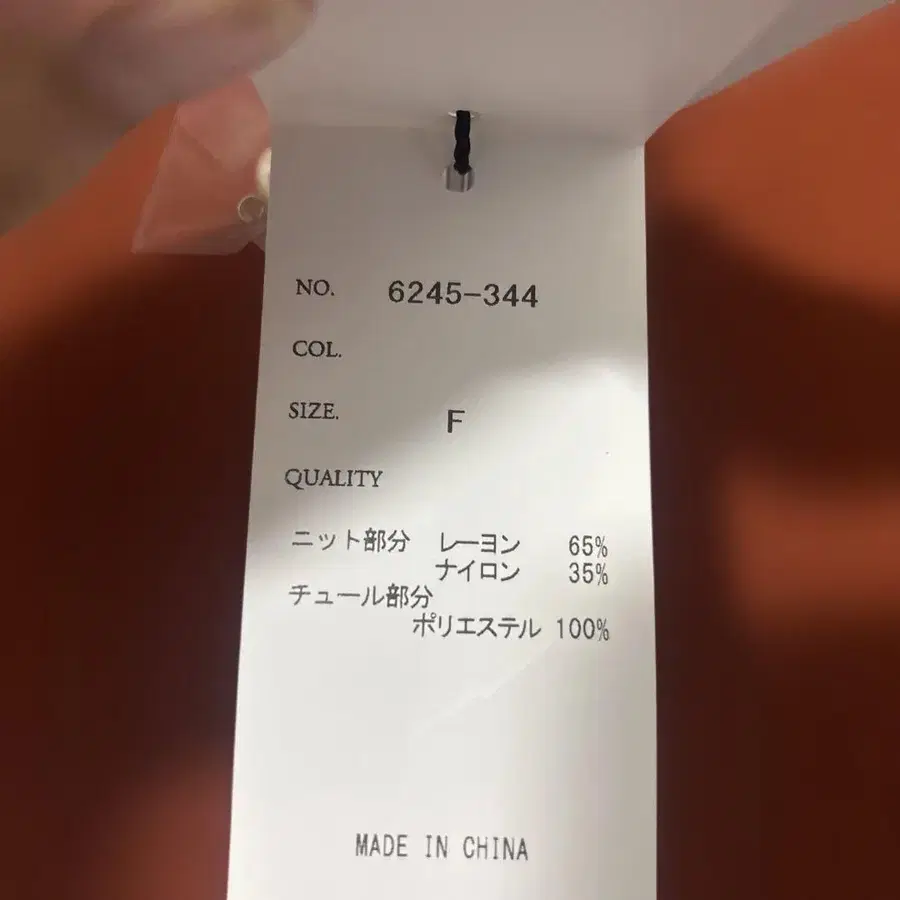 NO. 6245-344
COL.
SIZE. F
QUALITY
ニット部分 レーヨン 65%
ナイロン 35%
チュール部分
ポリエステル 100%
MADE IN CHINA